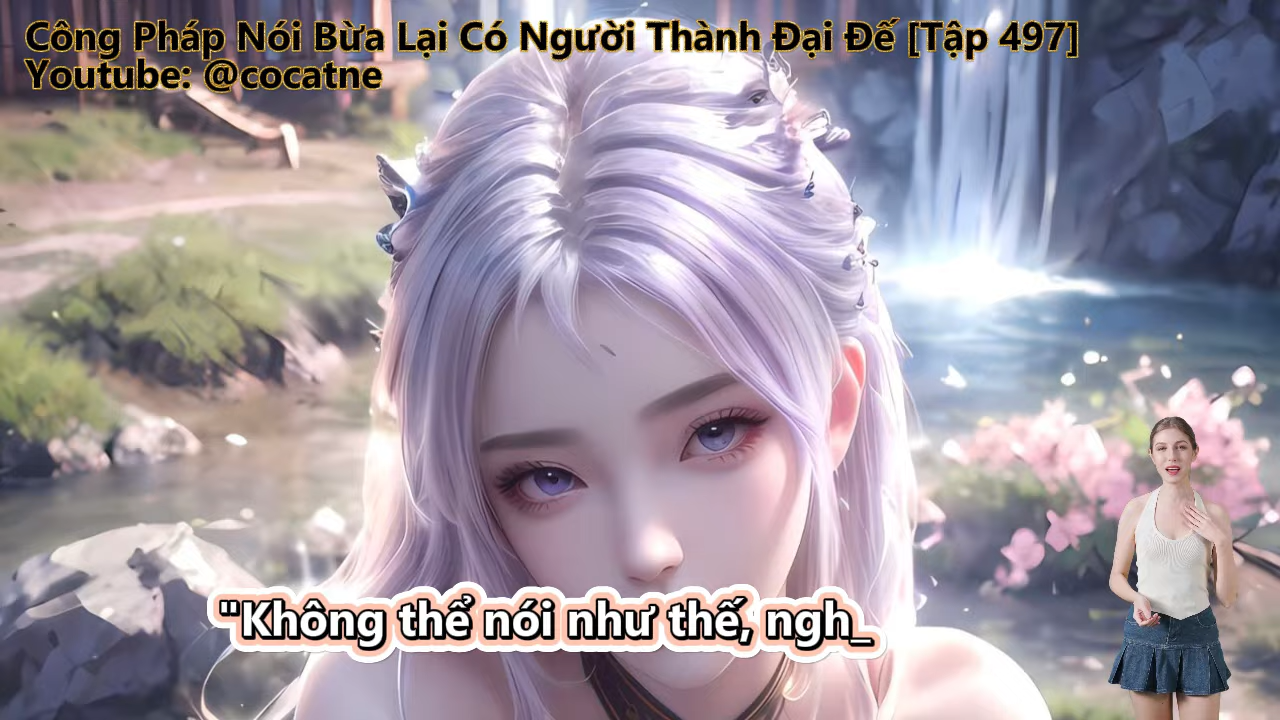 Công Pháp Nói Bừa Lại Có Người Thành Đại Đế [Tập 497]
Youtube: @cocatne
"Không thể nói như thế, ngh_